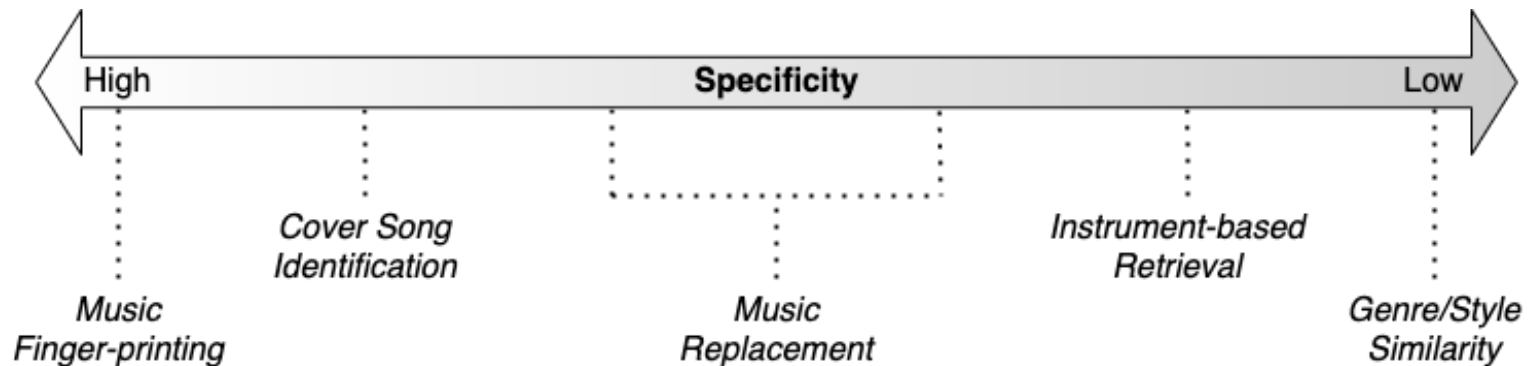 High Specificity Low
Cover Song
Identification
Instrument-based
Retrieval
Music
Finger-printing
Music
Replacement
Genre/Style
Similarity